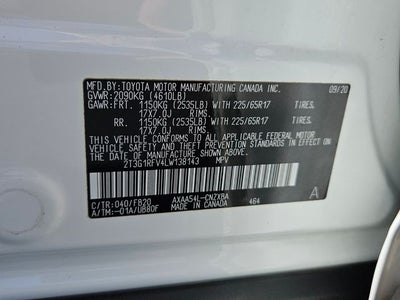 MFD.BY:TOYOTA MOTOR MANUFACTURING CANADA INC. 09/20
GVWR:2090KG (4610LB)
GAWR:FRT. 1150KG (2535LB) WITH 225/65R17 TIRES.
17X7.0J RIMS.
RR. 1150KG (2535LB) WITH 225/65R17 TIRES.
17X7.0J RIMS.
THIS VEHICLE CONFORMS TO ALL APPLICABLE FEDERAL
MOTOR VEHICLE SAFETY AND THEFT PREVENTION STANDARDS
IN EFFECT ON THE DATE OF MANUFACTURE SHOWN ABOVE.
2T3G1RFV4LW138143 MPV
C/TR:040/FB20 AXAA54L-CNZXBA A
A/TM:-01A/UB80F MADE IN CANADA 464